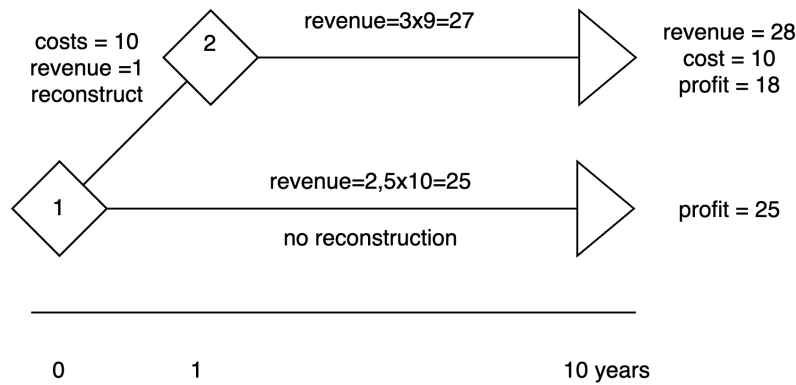 costs = 10
revenue =1
reconstruct
2
revenue=3x9=27
revenue = 28
cost = 10
profit = 18
1
revenue=2,5x10=25
no reconstruction
profit = 25
0
1
10 years